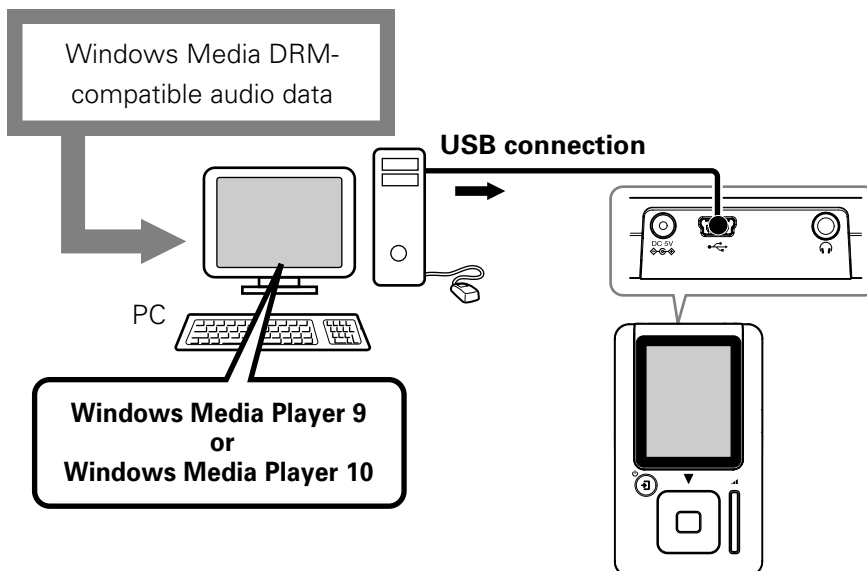 Windows Media DRM-
compatible audio data
USB connection
DC 5V
PC
Windows Media Player 9
or
Windows Media Player 10